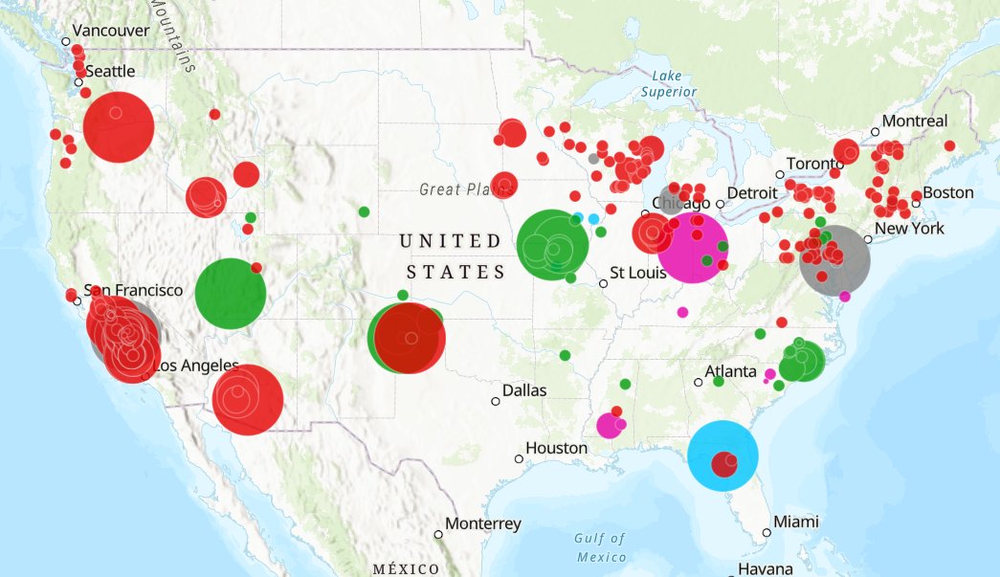 Vancouver
Mountains
Seattle
Lake
Superior
Montreal
Toronto
Great Plains
Chicago
Detroit
Boston
New York
UNITED
STATES
St Louis
San Francisco
Los Angeles
Atlanta
Dallas
Houston
Monterrey
Gulf of
Mexico
Miami
MÉXICO
Havana